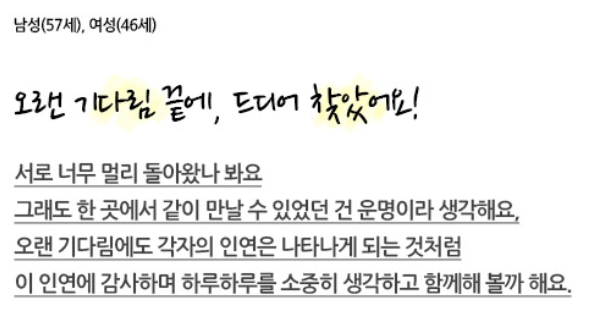 남성(57세), 여성(46세)
오랜 기다림 끝에, 드디어 찾았어요!
서로 너무 멀리 돌아왔나 봐요
그래도 한 곳에서 같이 만날 수 있었던 건 운명이라 생각해요,
오랜 기다림에도 각자의 인연은 나타나게 되는 것처럼
이 인연에 감사하며 하루하루를 소중히 생각하고 함께해 볼까 해요.